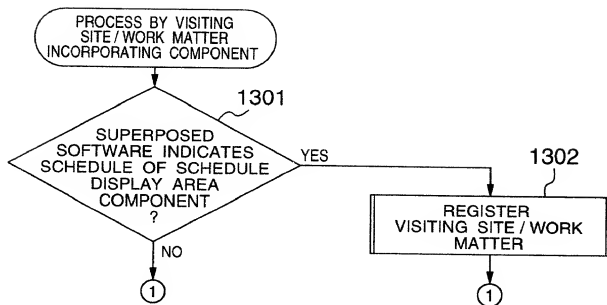 PROCESS BY VISITING
SITE/WORK MATTER
INCORPORATING COMPONENT
1301
SUPERPOSED
SOFTWARE INDICATES
SCHEDULE OF SCHEDULE
DISPLAY AREA
COMPONENT
?
YES
NO
1
1302
REGISTER
VISITING SITE/WORK
MATTER
1